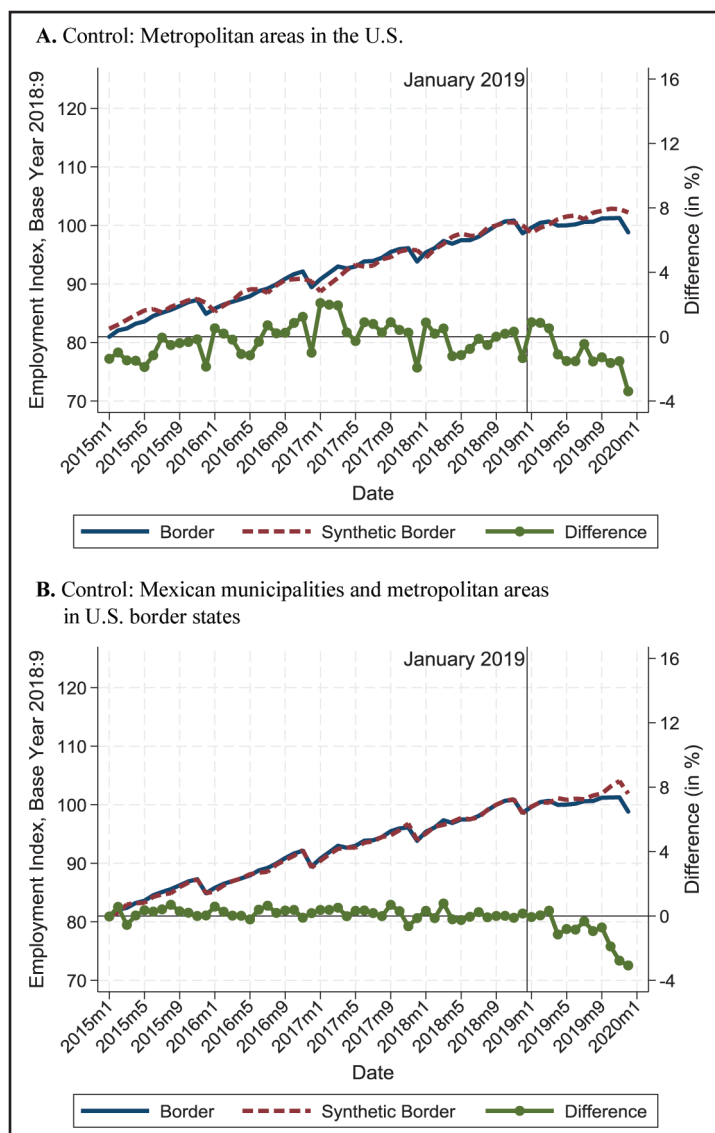 A. Control: Metropolitan areas in the U.S.
January 2019
Employment Index, Base Year 2018:9
120
110
100
90
80
70
Difference (in %)
16
12
8
4
0
-4
2015m1
2015m5
2015m9
2016m1
2016m5
2016m9
2017m1
2017m5
2017m9
2018m1
2018m5
2018m9
2019m1
2019m5
2019m9
2020m1
Date
Border
Synthetic Border
Difference
B. Control: Mexican municipalities and metropolitan areas
in U.S. border states
January 2019
Employment Index, Base Year 2018:9
120
110
100
90
80
70
Difference (in %)
16
12
8
4
0
-4
2015m1
2015m5
2015m9
2016m1
2016m5
2016m9
2017m1
2017m5
2017m9
2018m1
2018m5
2018m9
2019m1
2019m5
2019m9
2020m1
Date
Border
Synthetic Border
Difference